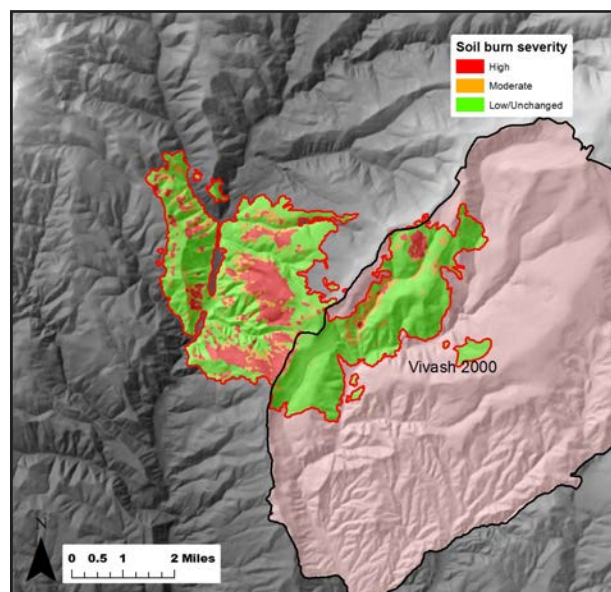 Soil burn severity
High
Moderate
Low/Unchanged
Vivash 2000
N
0 0.5 1 2 Miles